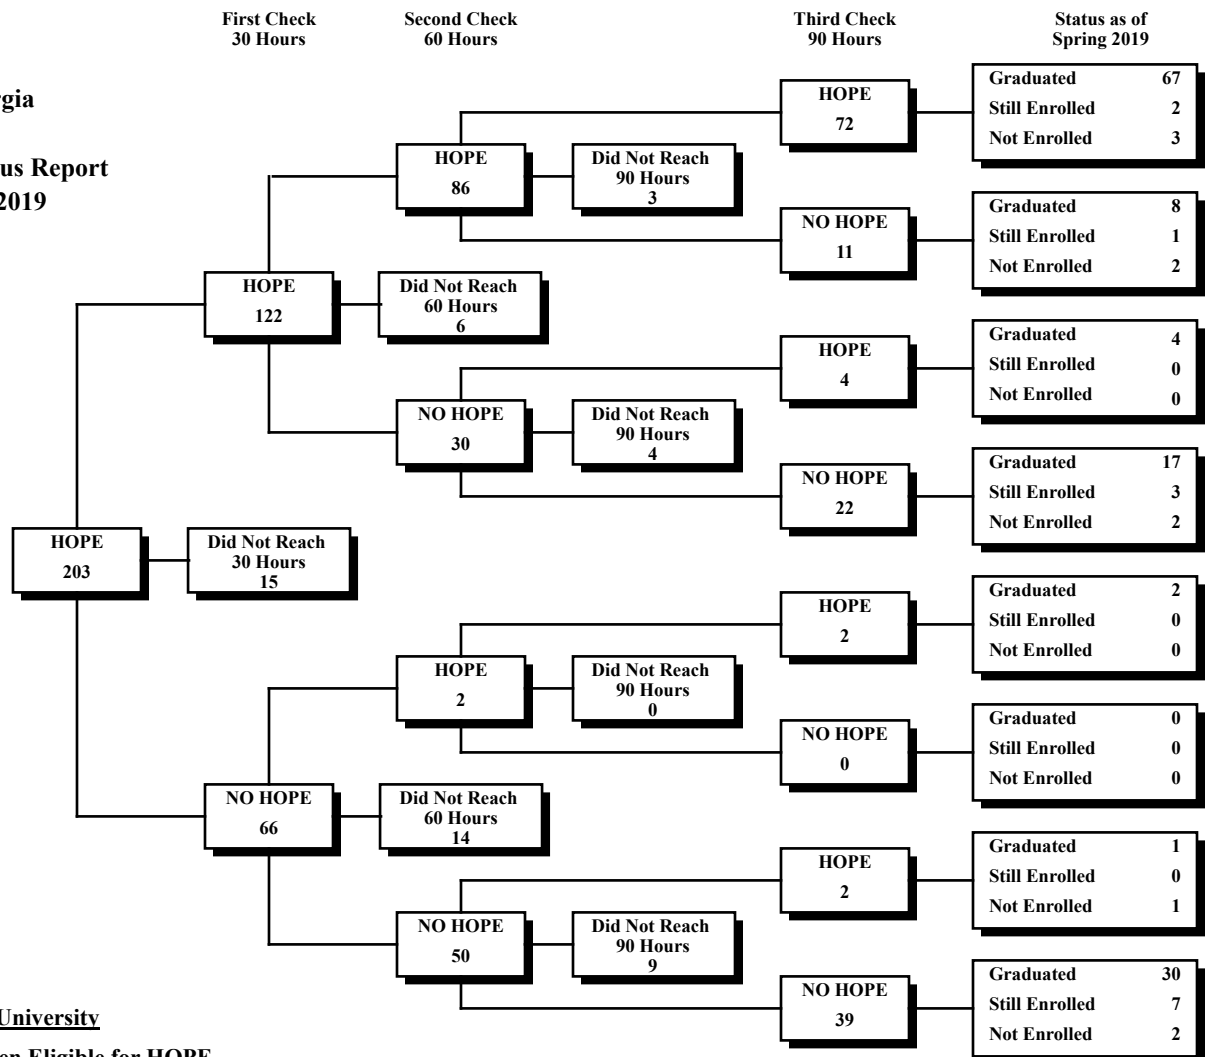 First Check
30 Hours
Second Check
60 Hours
Third Check
90 Hours
Status as of
Spring 2019
rgia
us Report
2019
HOPE
203
Did Not Reach
30 Hours
15
HOPE
122
Did Not Reach
60 Hours
6
NO HOPE
66
Did Not Reach
60 Hours
14
HOPE
86
Did Not Reach
90 Hours
3
NO HOPE
30
Did Not Reach
90 Hours
4
HOPE
2
Did Not Reach
90 Hours
0
NO HOPE
50
Did Not Reach
90 Hours
9
HOPE
72
Graduated 67
Still Enrolled 2
Not Enrolled 3
NO HOPE
11
Graduated 8
Still Enrolled 1
Not Enrolled 2
HOPE
4
Graduated 4
Still Enrolled 0
Not Enrolled 0
NO HOPE
22
Graduated 17
Still Enrolled 3
Not Enrolled 2
HOPE
2
Graduated 2
Still Enrolled 0
Not Enrolled 0
NO HOPE
0
Graduated 0
Still Enrolled 0
Not Enrolled 0
HOPE
2
Graduated 1
Still Enrolled 0
Not Enrolled 1
NO HOPE
39
Graduated 30
Still Enrolled 7
Not Enrolled 2
University
en Eligible for HOPE